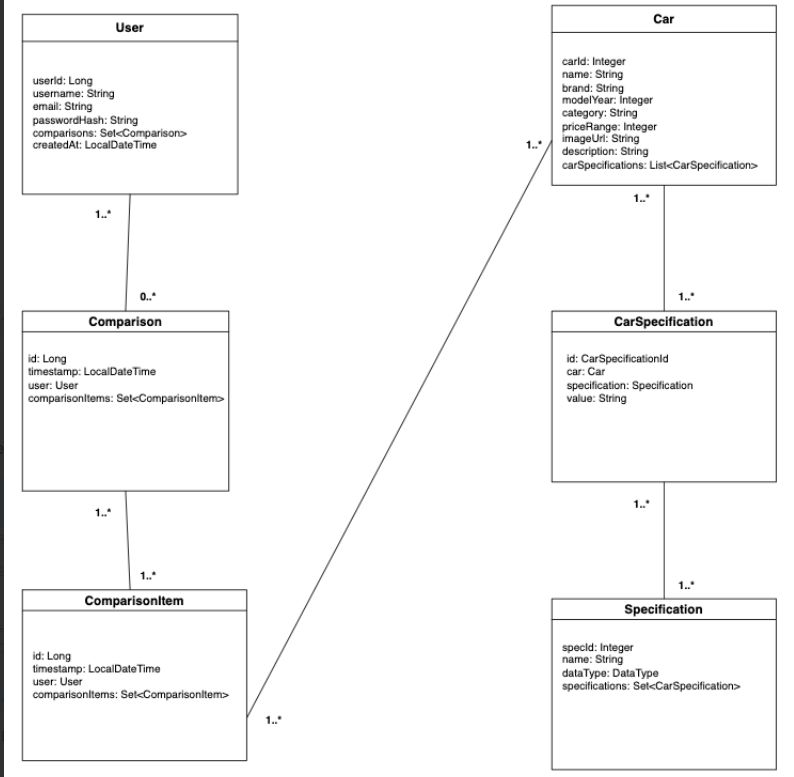 User
userId: Long
username: String
email: String
passwordHash: String
comparisons: Set<Comparison>
createdAt: LocalDateTime
1..*
0..*
Comparison
id: Long
timestamp: LocalDateTime
user: User
comparisonItems: Set<ComparisonItem>
1..*
1..*
ComparisonItem
id: Long
timestamp: LocalDateTime
user: User
comparisonItems: Set<ComparisonItem>
1..*
1..*
Car
carId: Integer
name: String
brand: String
modelYear: Integer
category: String
priceRange: Integer
imageUrl: String
description: String
carSpecifications: List<CarSpecification>
1..*
1..*
CarSpecification
id: CarSpecificationId
car: Car
specification: Specification
value: String
1..*
1..*
Specification
specId: Integer
name: String
dataType: DataType
specifications: Set<CarSpecification>